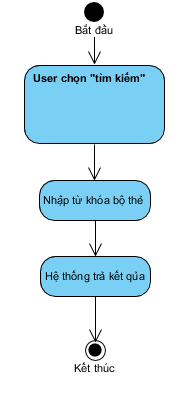 Bắt đầu
User chọn "tìm kiếm"
Nhập từ khóa bộ thẻ
Hệ thống trả kết qủa
Kết thúc